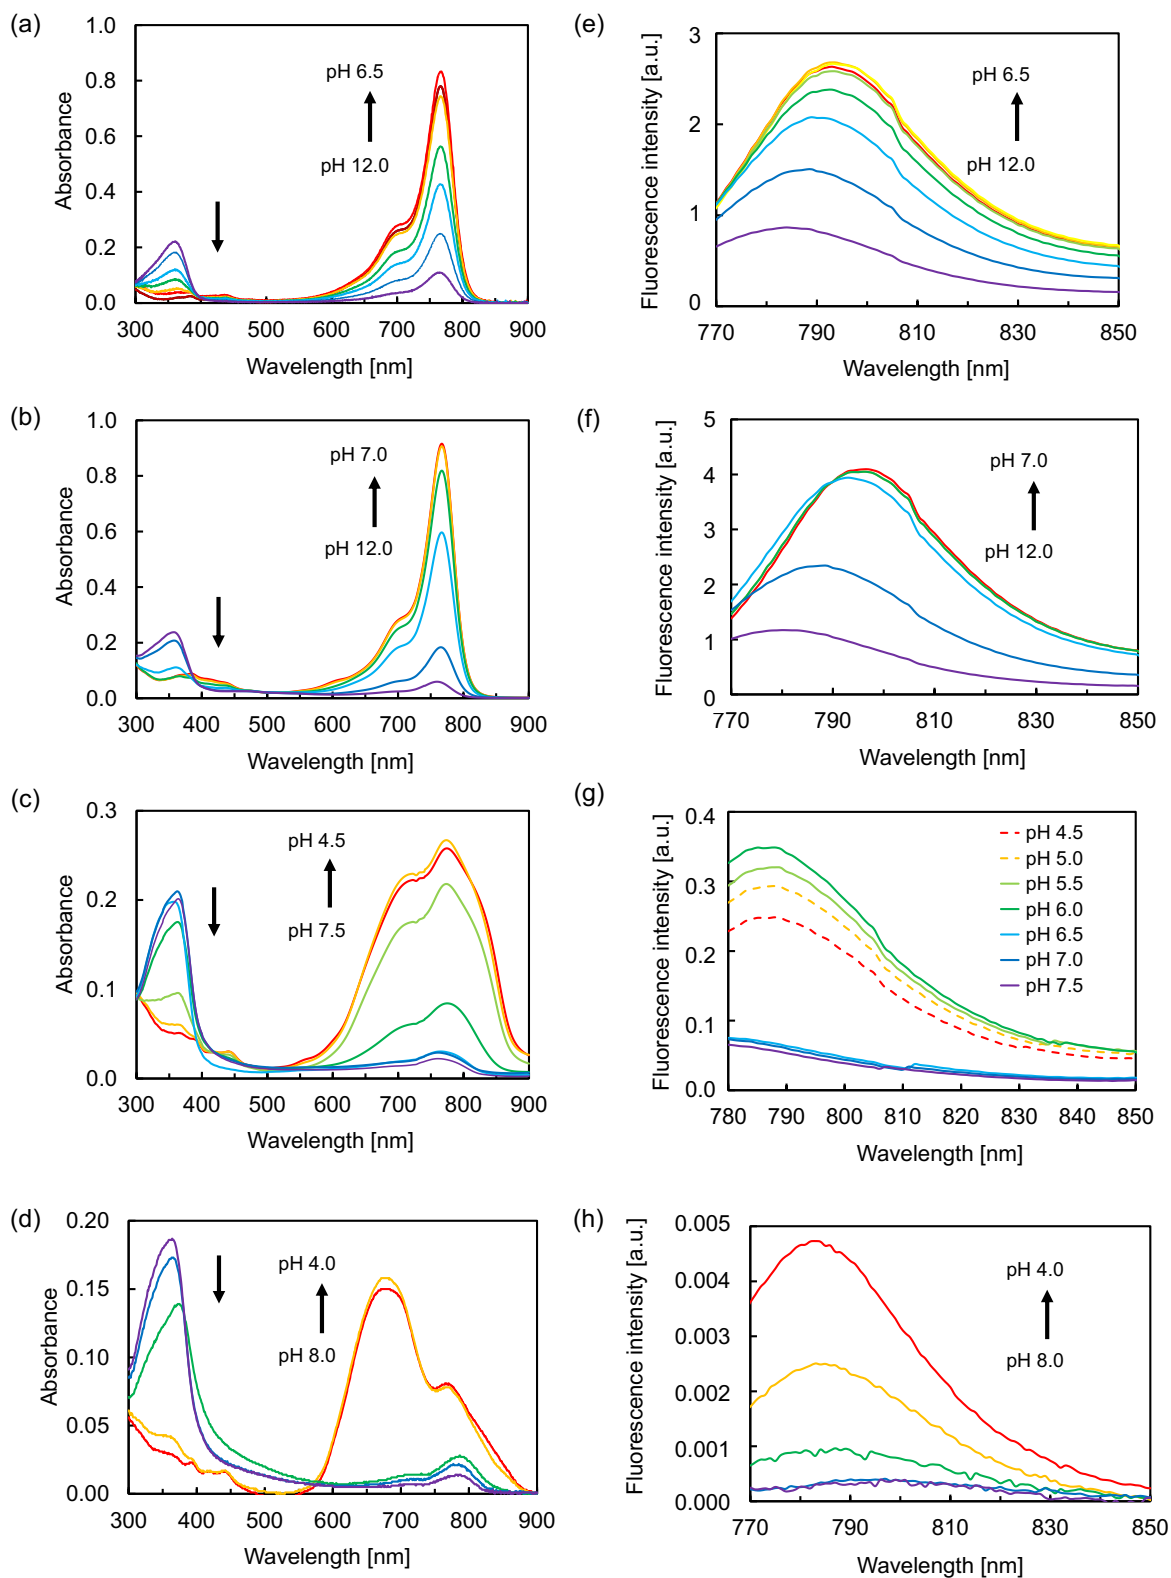 (a)
1.0
0.8
0.6
0.4
0.2
0.0
Absorbance
pH 6.5
pH 12.0
300 400 500 600 700 800 900
Wavelength [nm]
(e)
3
2
1
0
Fluorescence intensity [a.u.]
pH 6.5
pH 12.0
770 790 810 830 850
Wavelength [nm]
(b)
1.0
0.8
0.6
0.4
0.2
0.0
Absorbance
pH 7.0
pH 12.0
300 400 500 600 700 800 900
Wavelength [nm]
(f)
5
4
3
2
1
0
Fluorescence intensity [a.u.]
pH 7.0
pH 12.0
770 790 810 830 850
Wavelength [nm]
(c)
0.3
0.2
0.1
0.0
Absorbance
pH 4.5
pH 7.5
300 400 500 600 700 800 900
Wavelength [nm]
(g)
0.4
0.3
0.2
0.1
0.0
Fluorescence intensity [a.u.]
pH 4.5
pH 5.0
pH 5.5
pH 6.0
pH 6.5
pH 7.0
pH 7.5
780 790 800 810 820 830 840 850
Wavelength [nm]
(d)
0.20
0.15
0.10
0.05
0.00
Absorbance
pH 4.0
pH 8.0
300 400 500 600 700 800 900
Wavelength [nm]
(h)
0.005
0.004
0.003
0.002
0.001
0.000
Fluorescence intensity [a.u.]
pH 4.0
pH 8.0
770 790 810 830 850
Wavelength [nm]